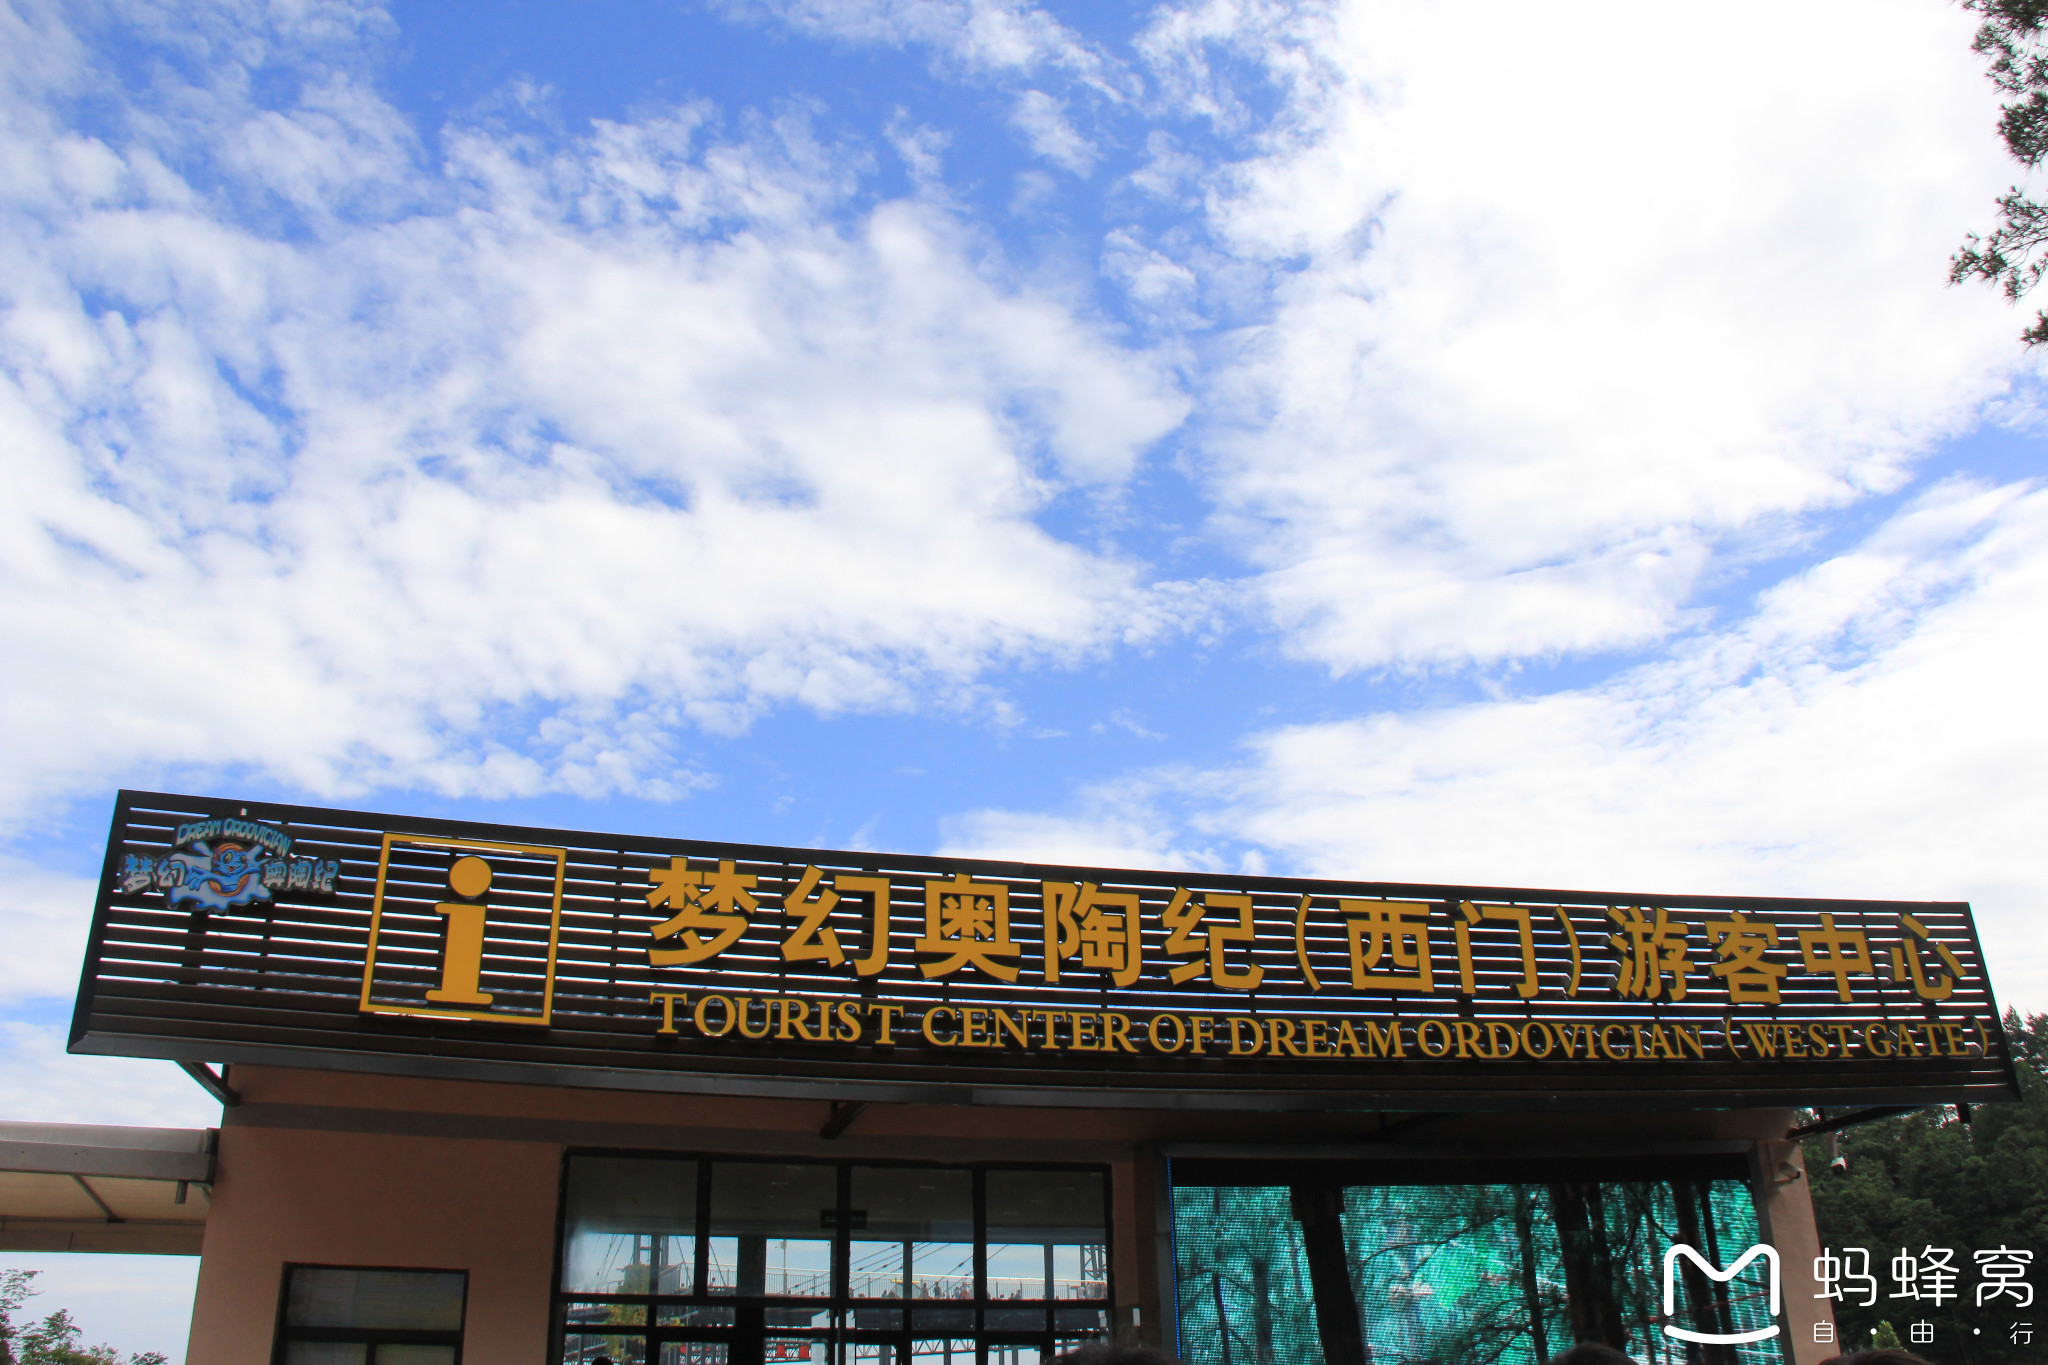 DREAM ORDOVICIAN
梦幻奥陶纪
i
梦幻奥陶纪（西门）游客中心
TOURIST CENTER OF DREAM ORDOVICIAN（WEST GATE）
蚂蜂窝
自·由·行